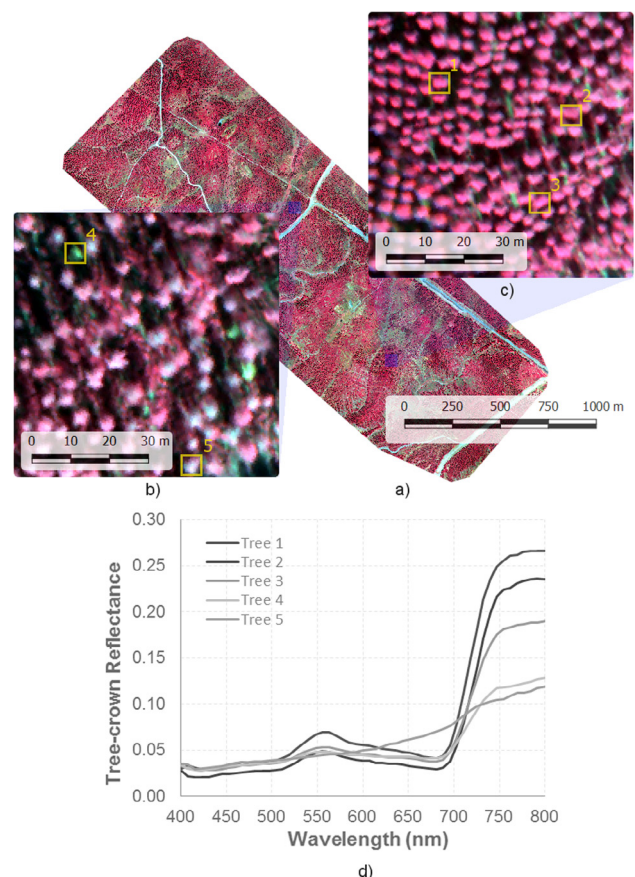 1
2
3
0 10 20 30 m
c)
4
5
0 10 20 30 m
b)
0 250 500 750 1000 m
a)
0.30
0.25
0.20
0.15
0.10
0.05
0.00
Tree-crown Reflectance
Tree 1
Tree 2
Tree 3
Tree 4
Tree 5
400 450 500 550 600 650 700 750 800
Wavelength (nm)
d)